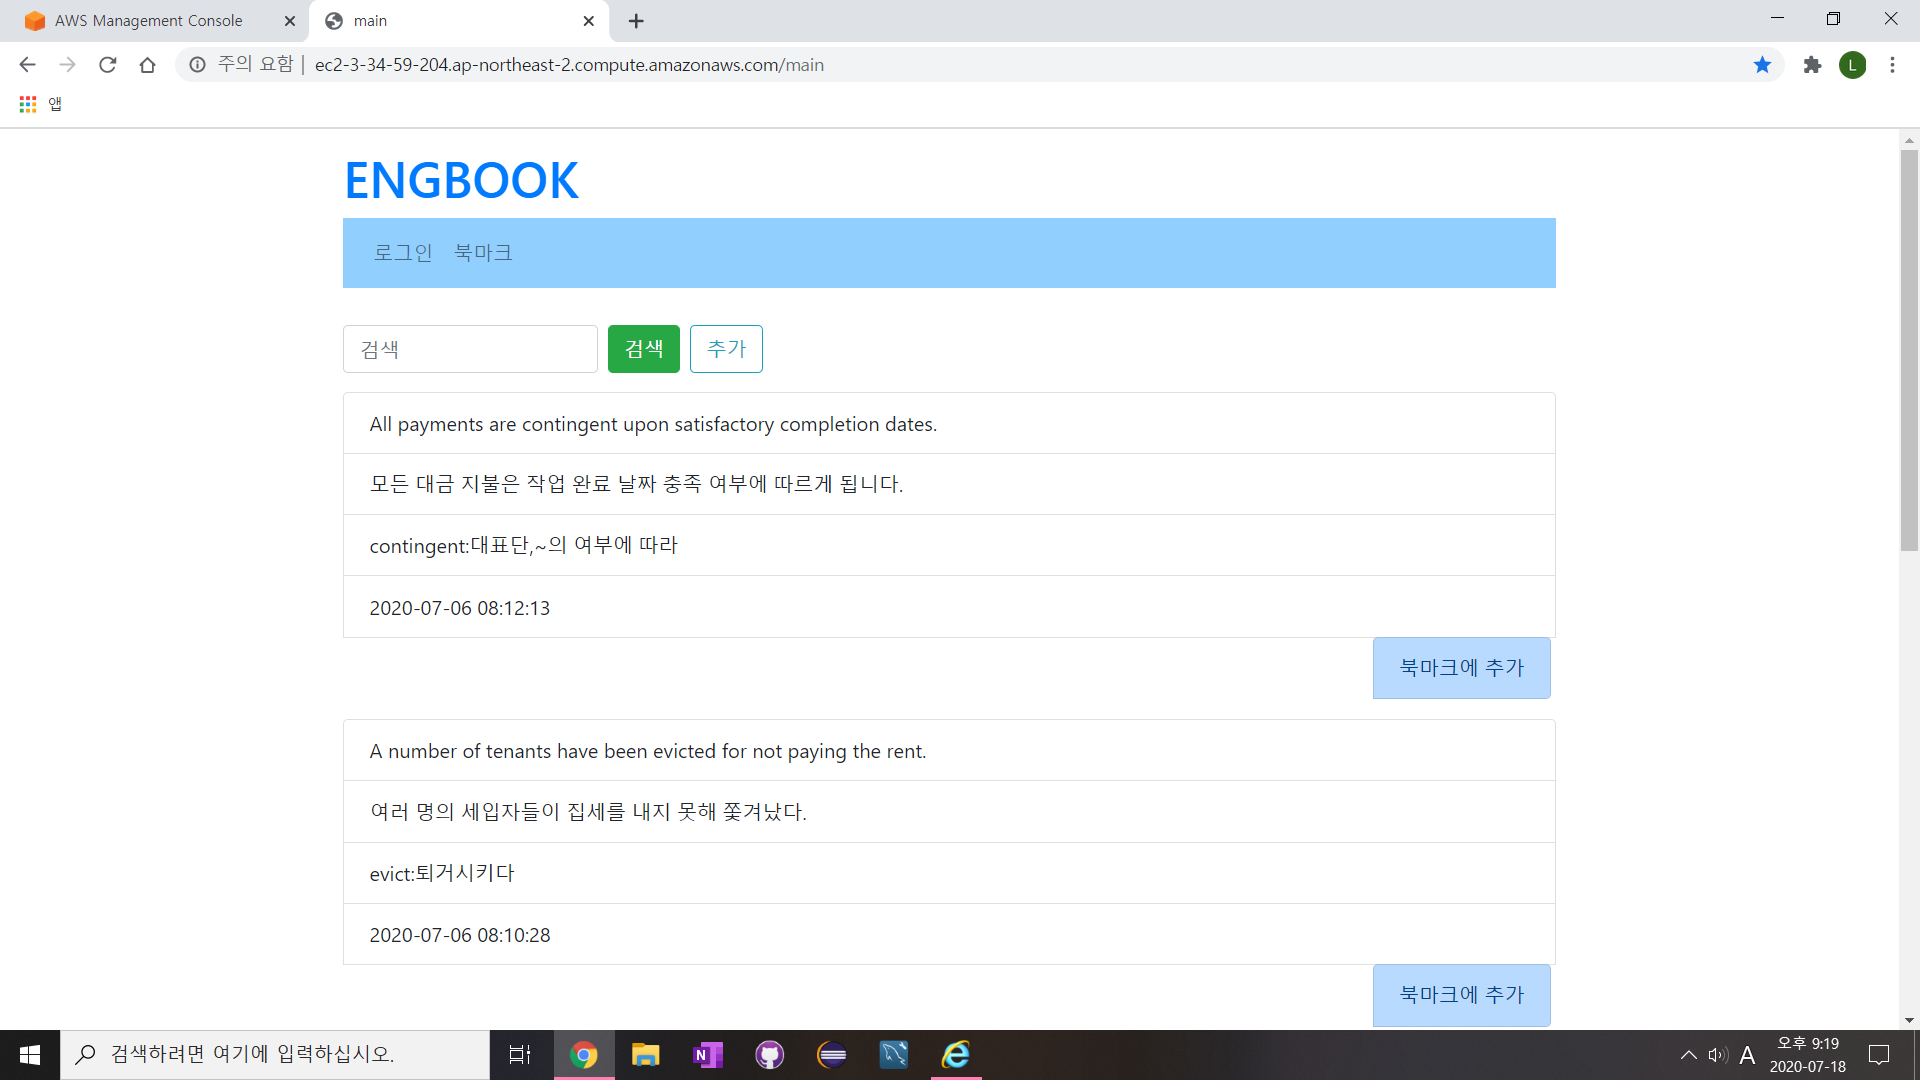 AWS Management Console
main
주의 요함 | ec2-3-34-59-204.ap-northeast-2.compute.amazonaws.com/main
L
앱
ENGBOOK
로그인 북마크
검색 검색 추가
All payments are contingent upon satisfactory completion dates.
모든 대금 지불은 작업 완료 날짜 충족 여부에 따르게 됩니다.
contingent:대표단,~의 여부에 따라
2020-07-06 08:12:13
북마크에 추가
A number of tenants have been evicted for not paying the rent.
여러 명의 세입자들이 집세를 내지 못해 쫓겨났다.
evict:퇴거시키다
2020-07-06 08:10:28
북마크에 추가
검색하려면 여기에 입력하십시오.
N
A
오후 9:19
2020-07-18